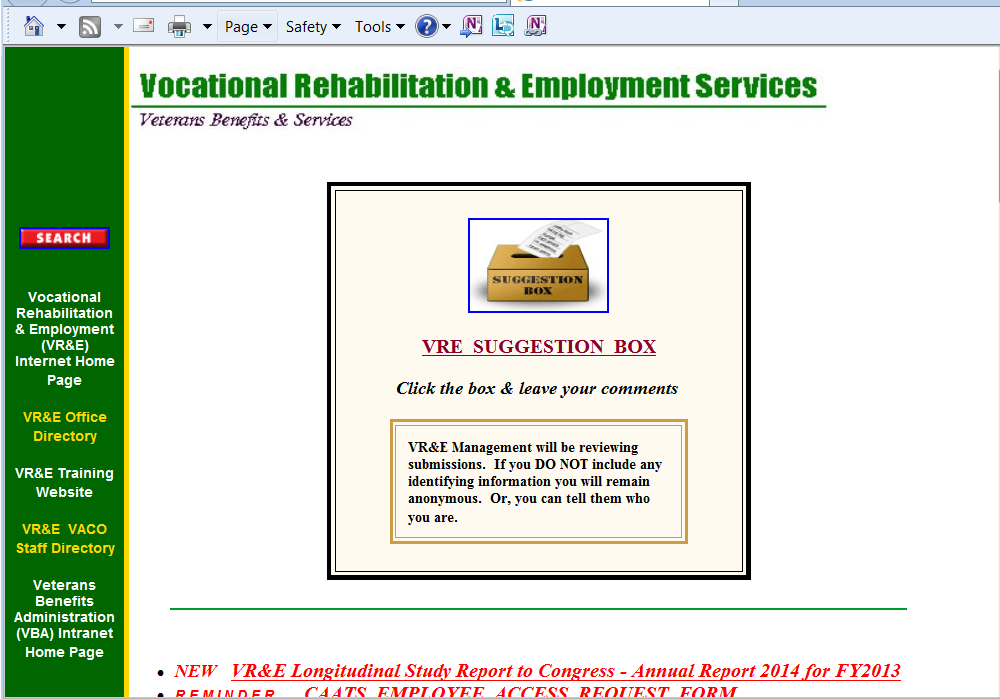 Page Safety Tools
Vocational Rehabilitation & Employment Services
Veterans Benefits & Services
SEARCH
Vocational
Rehabilitation
& Employment
(VR&E)
Internet Home
Page
VR&E Office
Directory
VR&E Training
Website
VR&E VACO
Staff Directory
Veterans
Benefits
Administration
(VBA) Intranet
Home Page
SUGGESTION
BOX
VRE SUGGESTION BOX
Click the box & leave your comments
VR&E Management will be reviewing
submissions. If you DO NOT include any
identifying information you will remain
anonymous. Or, you can tell them who
you are.
NEW VR&E Longitudinal Study Report to Congress - Annual Report 2014 for FY2013
REMINDER CAATS EMPLOYEE ACCESS REQUEST FORM